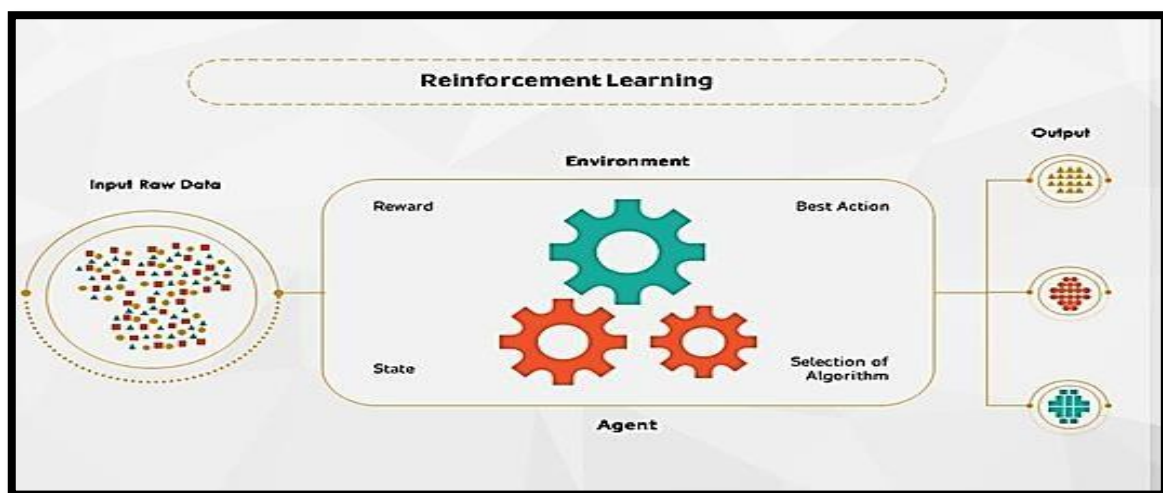 Reinforcement Learning
Output
Environment
Input Raw Data
Reward
Best Action
State
Selection of
Algorithm
Agent